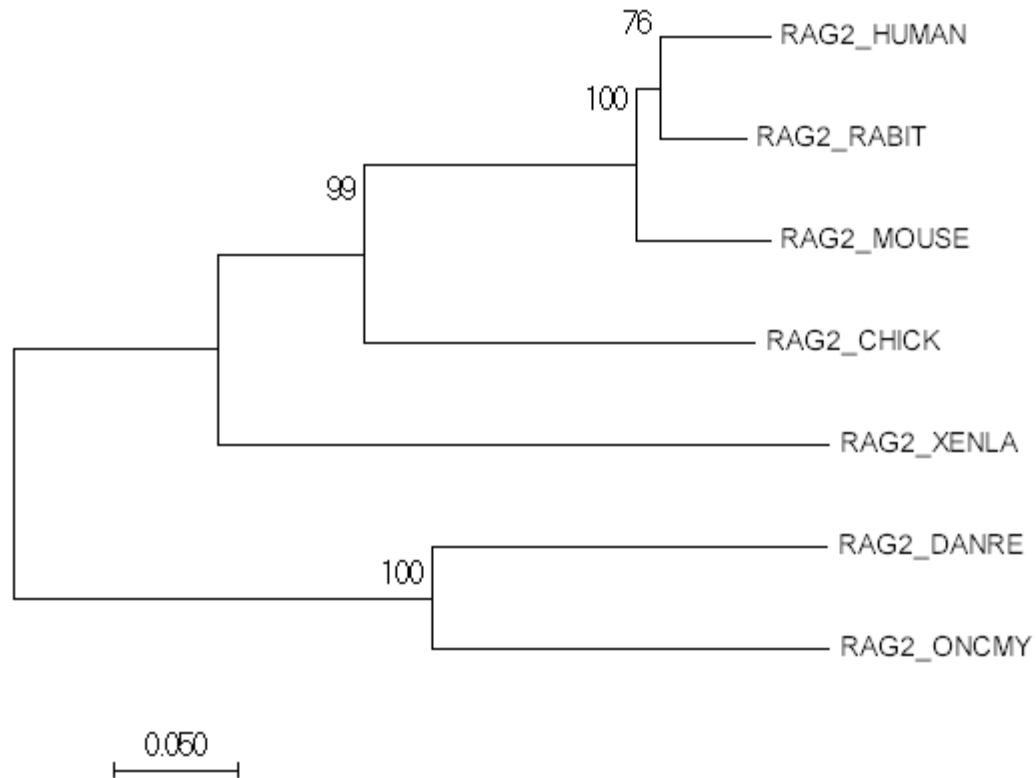 76
RAG2_HUMAN
100
RAG2_RABIT
99
RAG2_MOUSE
RAG2_CHICK
RAG2_XENLA
RAG2_DANRE
100
RAG2_ONCMY
0.050